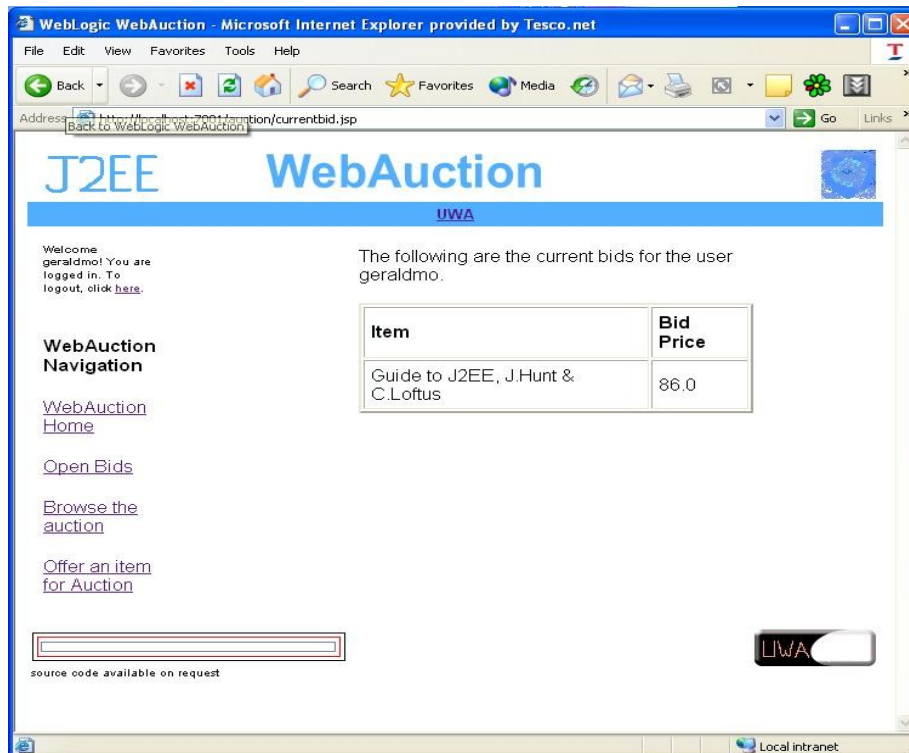 WebLogic WebAuction - Microsoft Internet Explorer provided by Tesco.net
File Edit View Favorites Tools Help
Back Search Favorites Media
Address http://localhost:7001/auction/currentbid.jsp Go Links
Back to WebLogic WebAuction
J2EE WebAuction
UWA
Welcome
geraldmo! You are
logged in. To
logout, click here.
The following are the current bids for the user
geraldmo.
Item Bid
Price
Guide to J2EE, J.Hunt &
C.Loftus 86.0
WebAuction
Navigation
WebAuction
Home
Open Bids
Browse the
auction
Offer an item
for Auction
source code available on request
UWA
Local intranet